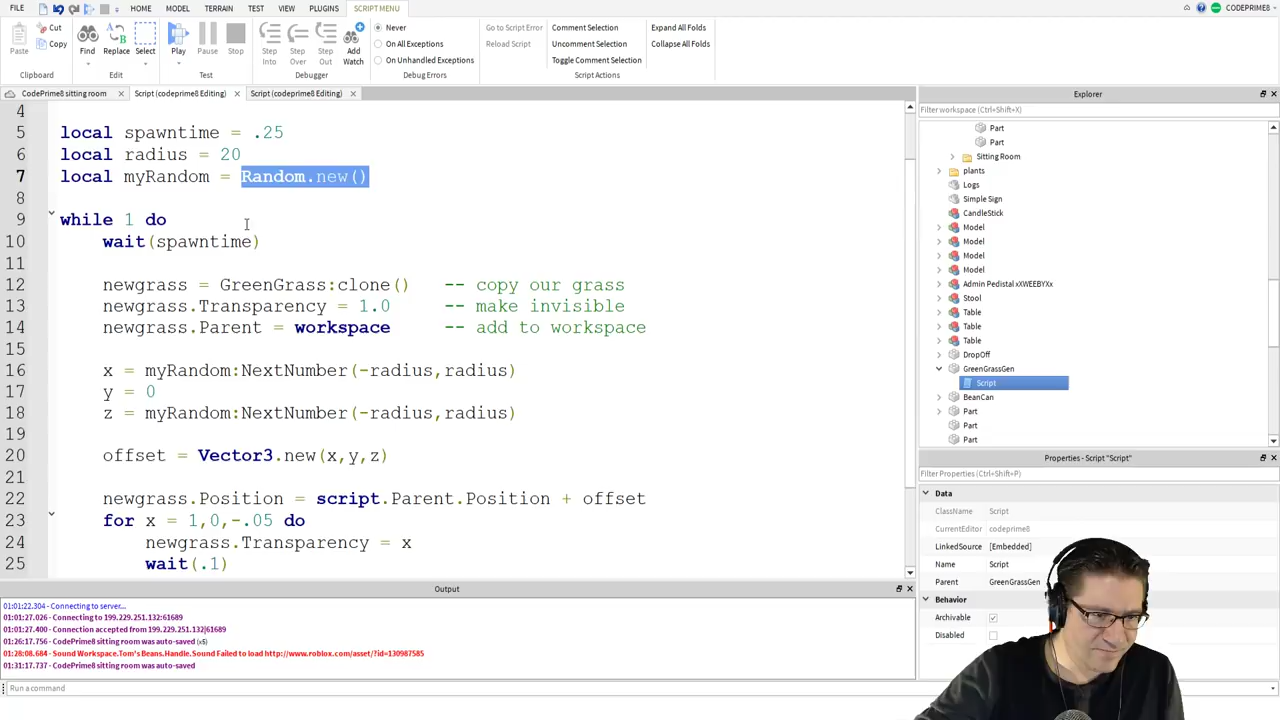 FILE HOME MODEL TERRAIN TEST VIEW PLUGINS SCRIPT MENU CODEPRIME8
Paste Cut Copy Clipboard
Find Replace Select Edit
Play Pause Stop Test
Step Into Step Over Step Out Add Watch Debugger
Never
On All Exceptions
On Unhandled Exceptions
Debug Errors
Go to Script Error
Reload Script
Comment Selection
Uncomment Selection
Toggle Comment Selection
Script Actions
Expand All Folds
Collapse All Folds
CodePrime8 sitting room x Script (codeprime8 Editing) x Script (codeprime8 Editing) x
4
5 local spawntime = .25
6 local radius = 20
7 local myRandom = Random.new()
8
9 while 1 do
10 wait(spawntime)
11
12 newgrass = GreenGrass:clone() -- copy our grass
13 newgrass.Transparency = 1.0 -- make invisible
14 newgrass.Parent = workspace -- add to workspace
15
16 x = myRandom:NextNumber(-radius,radius)
17 y = 0
18 z = myRandom:NextNumber(-radius,radius)
19
20 offset = Vector3.new(x,y,z)
21
22 newgrass.Position = script.Parent.Position + offset
23 for x = 1,0,-.05 do
24 newgrass.Transparency = x
25 wait(.1)
Output
01:01:22.304 - Connecting to server...
01:01:27.026 - Connecting to 199.229.251.132:61689
01:01:27.400 - Connection accepted from 199.229.251.132|61689
01:26:17.756 - CodePrime8 sitting room was auto-saved (x5)
01:28:08.684 - Sound Workspace.Tom's Beans.Handle.Sound Failed to load http://www.roblox.com/asset/?id=130987585
01:31:17.737 - CodePrime8 sitting room was auto-saved
Run a command
Explorer
Filter workspace (Ctrl+Shift+X)
Part
Part
Sitting Room
plants
Logs
Simple Sign
CandleStick
Model
Model
Model
Model
Admin Pedistal xXWEEBYXx
Stool
Table
Table
Table
DropOff
GreenGrassGen
Script
BeanCan
Part
Part
Part
Properties - Script "Script"
Filter Properties (Ctrl+Shift+P)
Data
ClassName Script
CurrentEditor codeprime8
LinkedSource [Embedded]
Name Script
Parent GreenGrassGen
Behavior
Archivable
Disabled